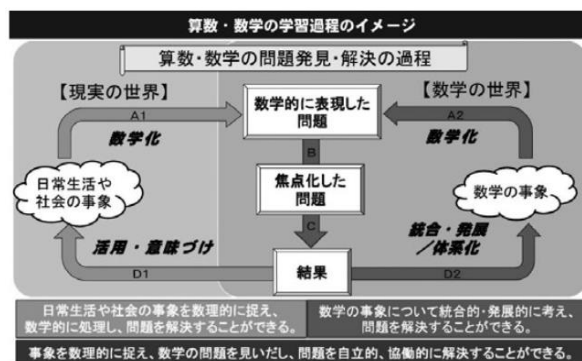 算数・数学の学習過程のイメージ
算数・数学の問題発見・解決の過程
【現実の世界】
【数学の世界】
A1
数学的に表現した
問題
A2
数学化
数学化
B
日常生活や
社会の事象
焦点化した
問題
数学の事象
C
活用・意味づけ
統合・発展
/体系化
D1
結果
D2
日常生活や社会の事象を数理的に捉え、
数学的に処理し、問題を解決することができる。
数学の事象について統合的・発展的に考え、
問題を解決することができる。
事象を数理的に捉え、数学の問題を見いだし、問題を自立的、協働的に解決することができる。